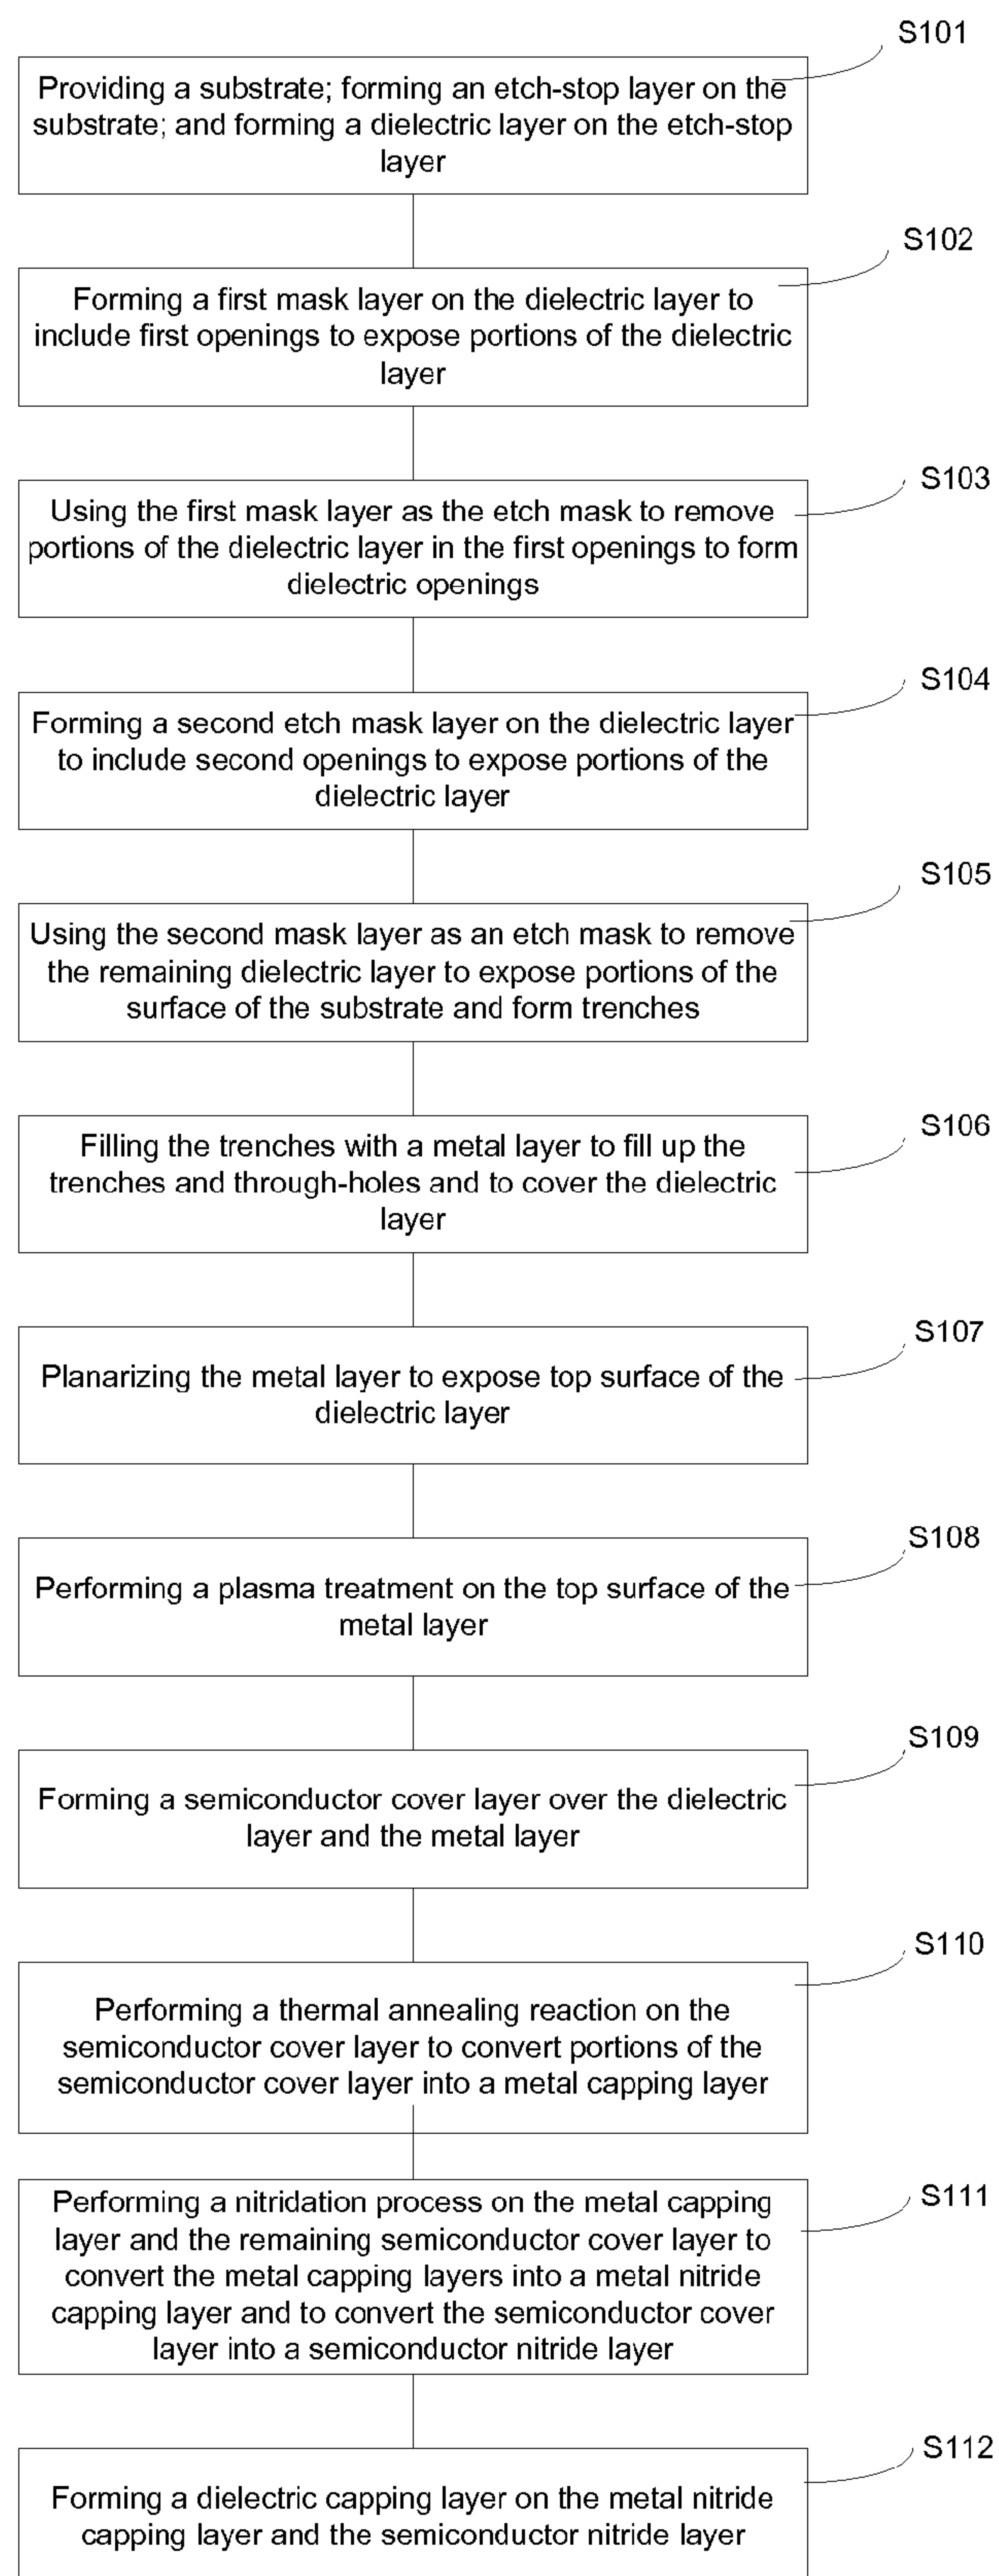 S101
Providing a substrate; forming an etch-stop layer on the
substrate; and forming a dielectric layer on the etch-stop
layer
S102
Forming a first mask layer on the dielectric layer to
include first openings to expose portions of the dielectric
layer
S103
Using the first mask layer as the etch mask to remove
portions of the dielectric layer in the first openings to form
dielectric openings
S104
Forming a second etch mask layer on the dielectric layer
to include second openings to expose portions of the
dielectric layer
S105
Using the second mask layer as an etch mask to remove
the remaining dielectric layer to expose portions of the
surface of the substrate and form trenches
S106
Filling the trenches with a metal layer to fill up the
trenches and through-holes and to cover the dielectric
layer
S107
Planarizing the metal layer to expose top surface of the
dielectric layer
S108
Performing a plasma treatment on the top surface of the
metal layer
S109
Forming a semiconductor cover layer over the dielectric
layer and the metal layer
S110
Performing a thermal annealing reaction on the
semiconductor cover layer to convert portions of the
semiconductor cover layer into a metal capping layer
S111
Performing a nitridation process on the metal capping
layer and the remaining semiconductor cover layer to
convert the metal capping layers into a metal nitride
capping layer and to convert the semiconductor cover
layer into a semiconductor nitride layer
S112
Forming a dielectric capping layer on the metal nitride
capping layer and the semiconductor nitride layer